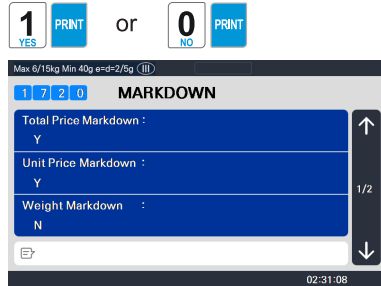 1 YES PRINT or 0 NO PRINT
Max 6/15kg Min 40g e=d=2/5g (III)
1 7 2 0 MARKDOWN
Total Price Markdown :
Y
Unit Price Markdown :
Y
Weight Markdown :
N
1/2
02:31:08